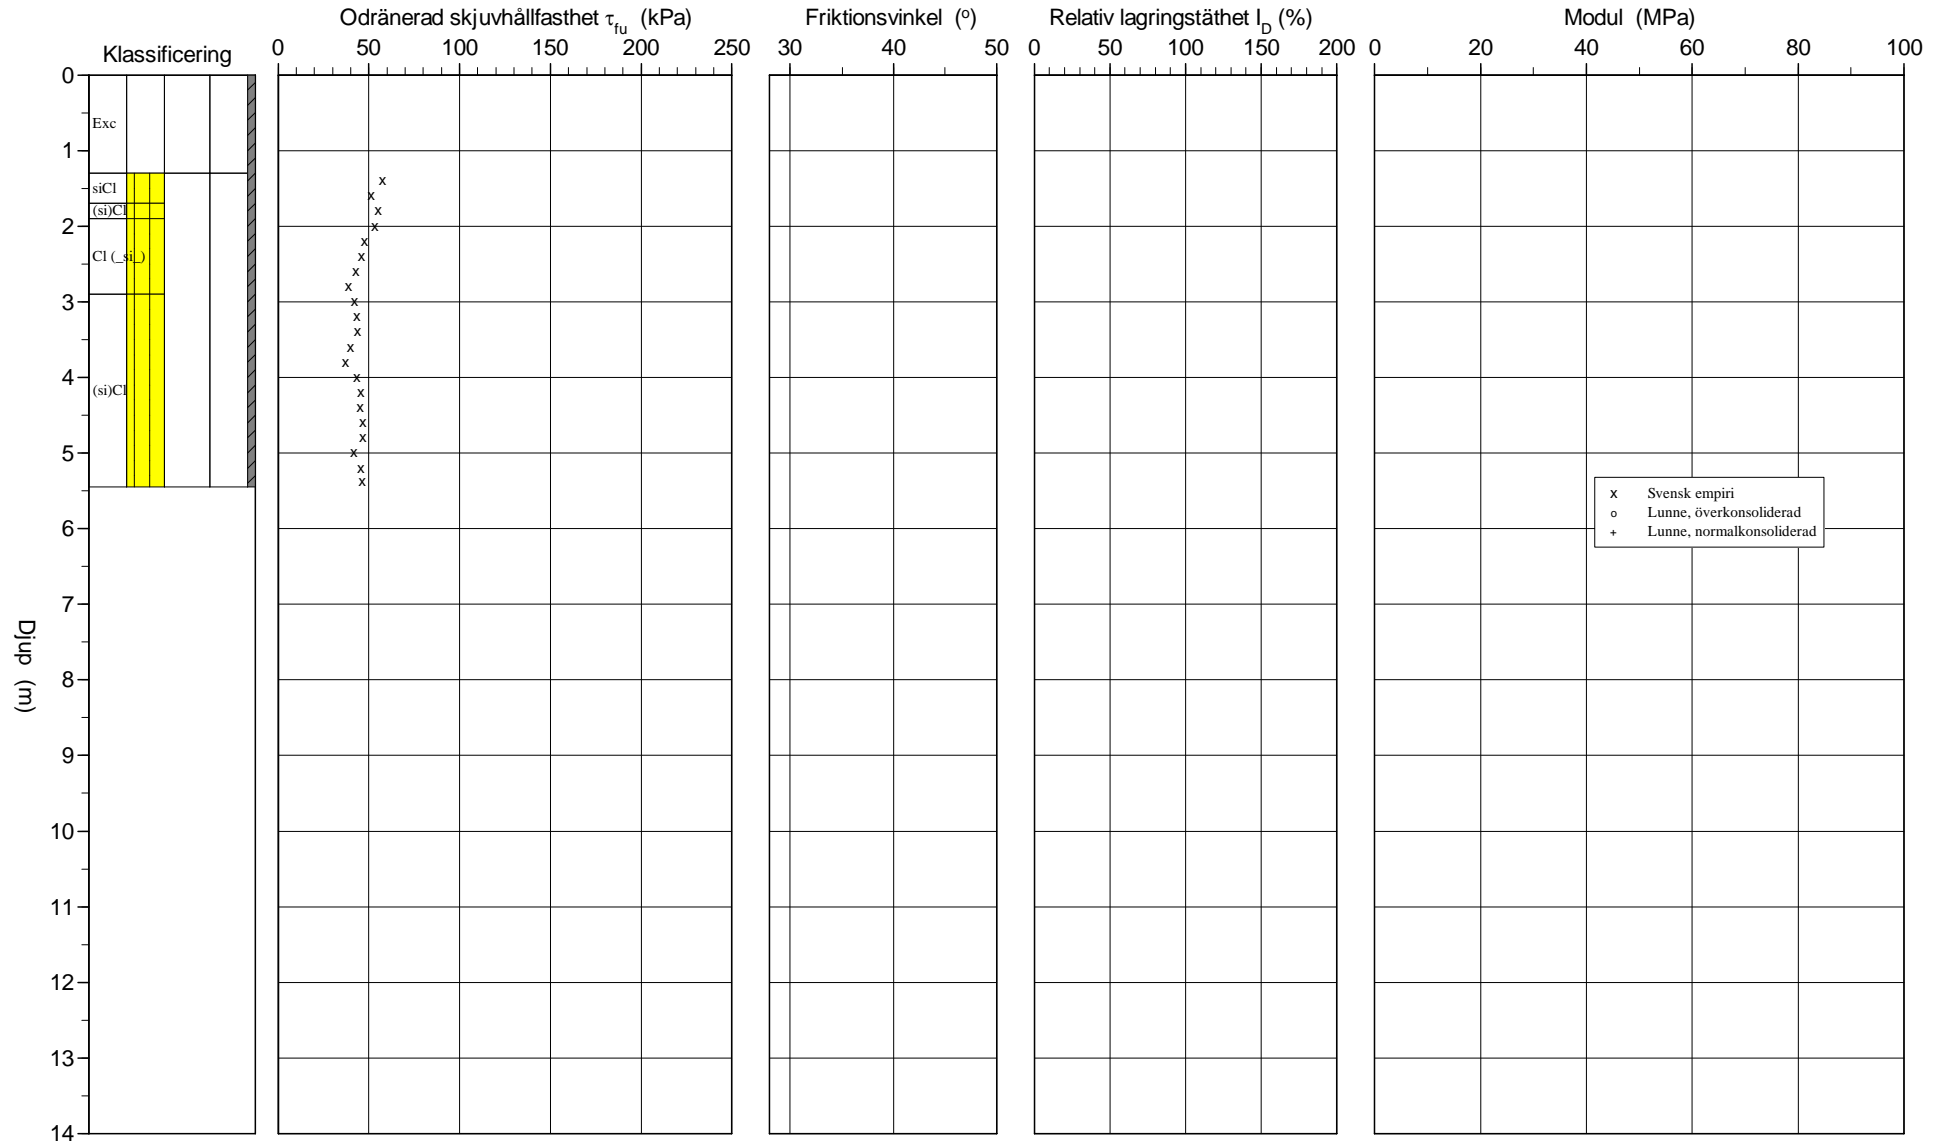 Klassificering
Odränerad skjuvhållfasthet τfu (kPa)
Friktionsvinkel (o)
Relativ lagringstäthet ID (%)
Modul (MPa)
0 50 100 150 200 250
30 40 50
0 50 100 150 200
0 20 40 60 80 100
Djup (m)
0
1
2
3
4
5
6
7
8
9
10
11
12
13
14
Exc
siCl
(si)Cl
Cl (_si_)
(si)Cl
x Svensk empiri
o Lunne, överkonsoliderad
+ Lunne, normalkonsoliderad